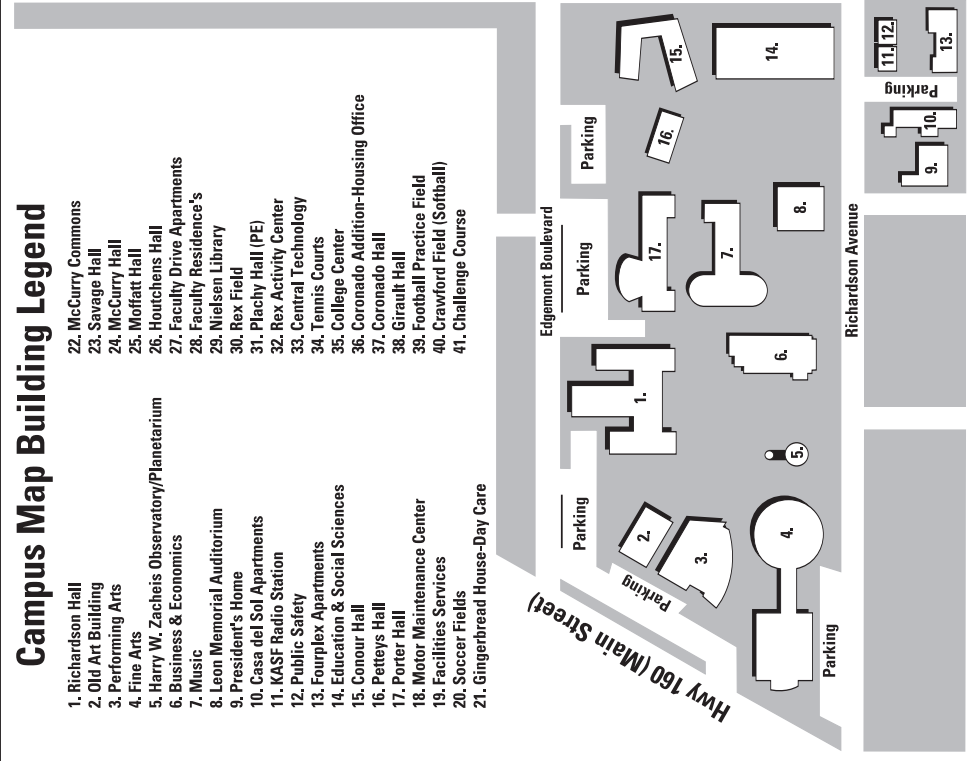 Campus Map Building Legend
1. Richardson Hall
2. Old Art Building
3. Performing Arts
4. Fine Arts
5. Harry W. Zacheis Observatory/Planetarium
6. Business & Economics
7. Music
8. Leon Memorial Auditorium
9. President's Home
10. Casa del Sol Apartments
11. KASF Radio Station
12. Public Safety
13. Fourplex Apartments
14. Education & Social Sciences
15. Conour Hall
16. Petteys Hall
17. Porter Hall
18. Motor Maintenance Center
19. Facilities Services
20. Soccer Fields
21. Gingerbread House-Day Care
22. McCurry Commons
23. Savage Hall
24. McCurry Hall
25. Moffatt Hall
26. Houtchens Hall
27. Faculty Drive Apartments
28. Faculty Residence's
29. Nielsen Library
30. Rex Field
31. Plachy Hall (PE)
32. Rex Activity Center
33. Central Technology
34. Tennis Courts
35. College Center
36. Coronado Addition-Housing Office
37. Coronado Hall
38. Girault Hall
39. Football Practice Field
40. Crawford Field (Softball)
41. Challenge Course
Edgemont Boulevard
Parking
Parking
Parking
Parking
Hwy 160 (Main Street)
1.
2.
3.
4.
5.
6.
7.
8.
14.
15.
16.
17.
Parking
Richardson Avenue
9.
10.
Parking
11.
12.
13.